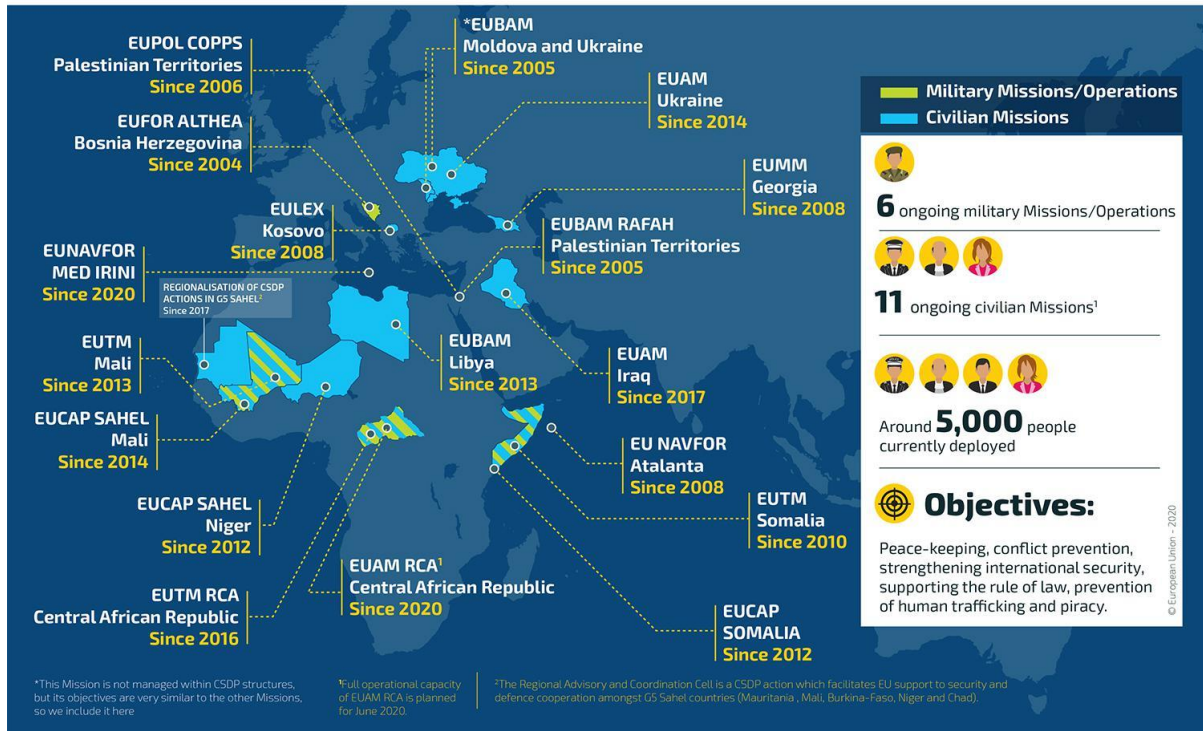 *EUBAM
Moldova and Ukraine
Since 2005
EUPOL COPPS
Palestinian Territories
Since 2006
EUAM
Ukraine
Since 2014
EUFOR ALTHEA
Bosnia Herzegovina
Since 2004
EUMM
Georgia
Since 2008
EULEX
Kosovo
Since 2008
EUBAM RAFAH
Palestinian Territories
Since 2005
EUNAVFOR
MED IRINI
Since 2020
REGIONALISATION OF CSDP
ACTIONS IN G5 SAHEL²
Since 2017
EUTM
Mali
Since 2013
EUBAM
Libya
Since 2013
EUAM
Iraq
Since 2017
EUCAP SAHEL
Mali
Since 2014
EU NAVFOR
Atalanta
Since 2008
EUCAP SAHEL
Niger
Since 2012
EUTM
Somalia
Since 2010
EUAM RCA¹
Central African Republic
Since 2020
EUTM RCA
Central African Republic
Since 2016
EUCAP
SOMALIA
Since 2012
Military Missions/Operations
Civilian Missions
6 ongoing military Missions/Operations
11 ongoing civilian Missions¹
Around 5,000 people
currently deployed
Objectives:
Peace-keeping, conflict prevention,
strengthening international security,
supporting the rule of law, prevention
of human trafficking and piracy.
© European Union - 2020
*This Mission is not managed within CSDP structures,
but its objectives are very similar to the other Missions,
so we include it here
¹Full operational capacity
of EUAM RCA is planned
for June 2020.
²The Regional Advisory and Coordination Cell is a CSDP action which facilitates EU support to security and
defence cooperation amongst G5 Sahel countries (Mauritania , Mali, Burkina-Faso, Niger and Chad).